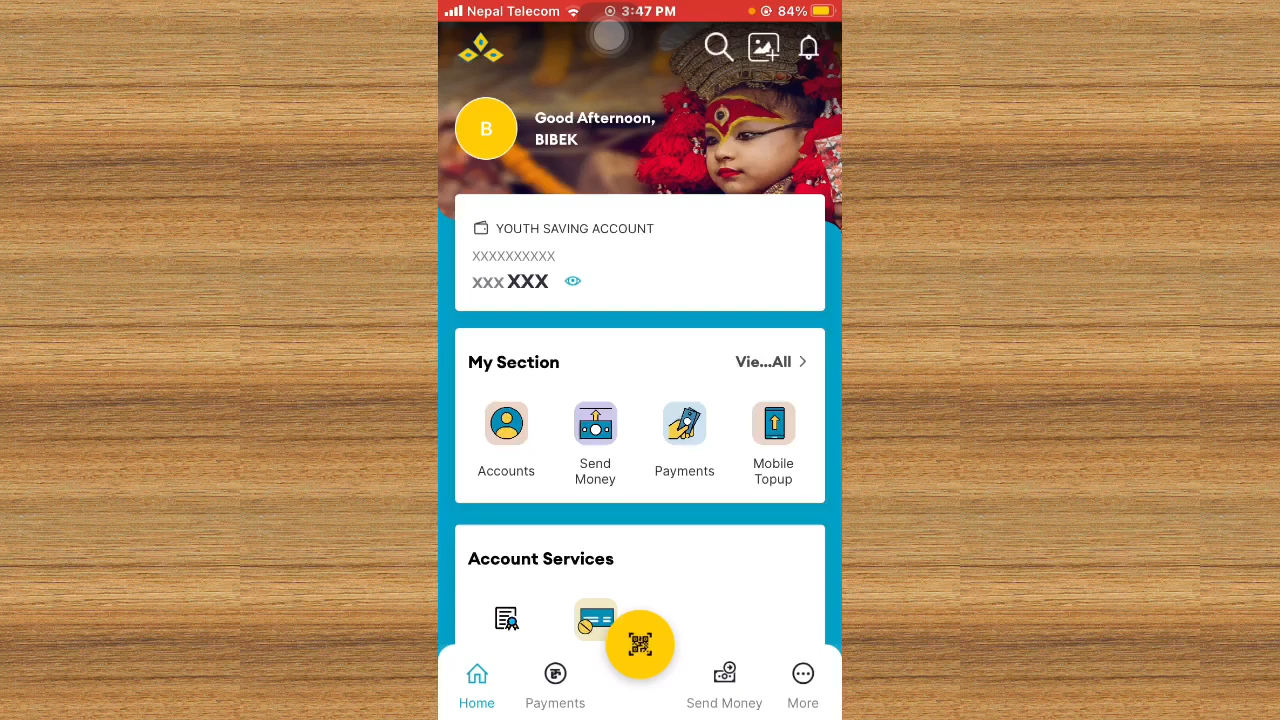 Nepal Telecom 3:47 PM 84%
B
Good Afternoon,
BIBEK
YOUTH SAVING ACCOUNT
XXXXXXXXXX
XXX XXX
My Section Vie...All
Accounts
Send
Money
Payments
Mobile
Topup
Account Services
Home
Payments
Send Money
More